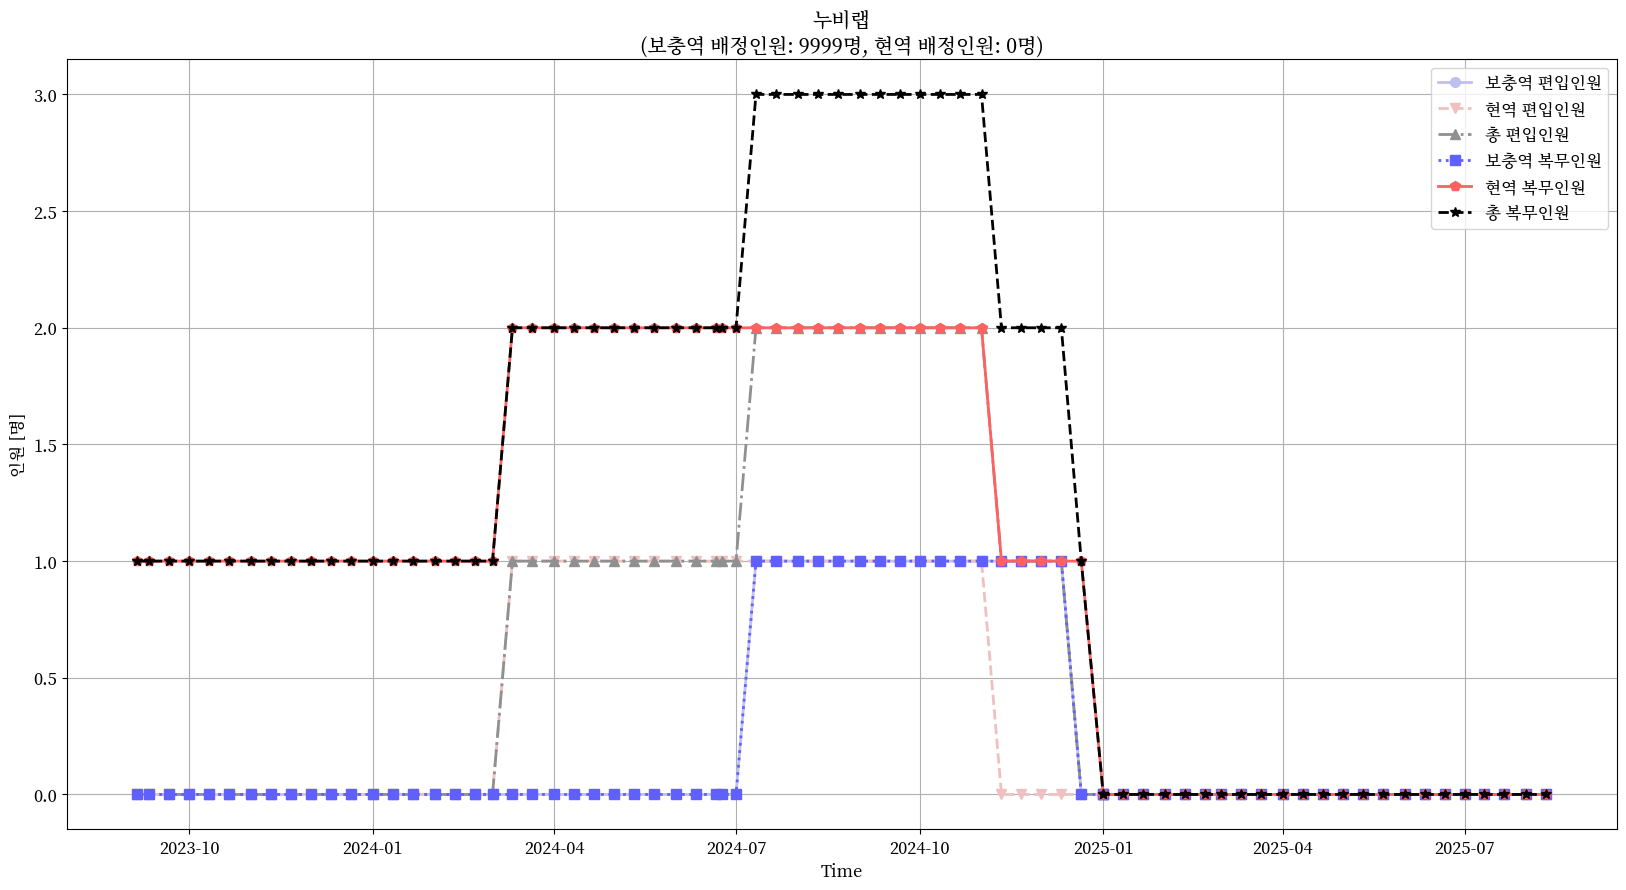 누비랩
(보충역 배정인원: 9999명, 현역 배정인원: 0명)
보충역 편입인원
현역 편입인원
총 편입인원
보충역 복무인원
현역 복무인원
총 복무인원
인원 [명]
3.0
2.5
2.0
1.5
1.0
0.5
0.0
2023-10
2024-01
2024-04
2024-07
2024-10
2025-01
2025-04
2025-07
Time